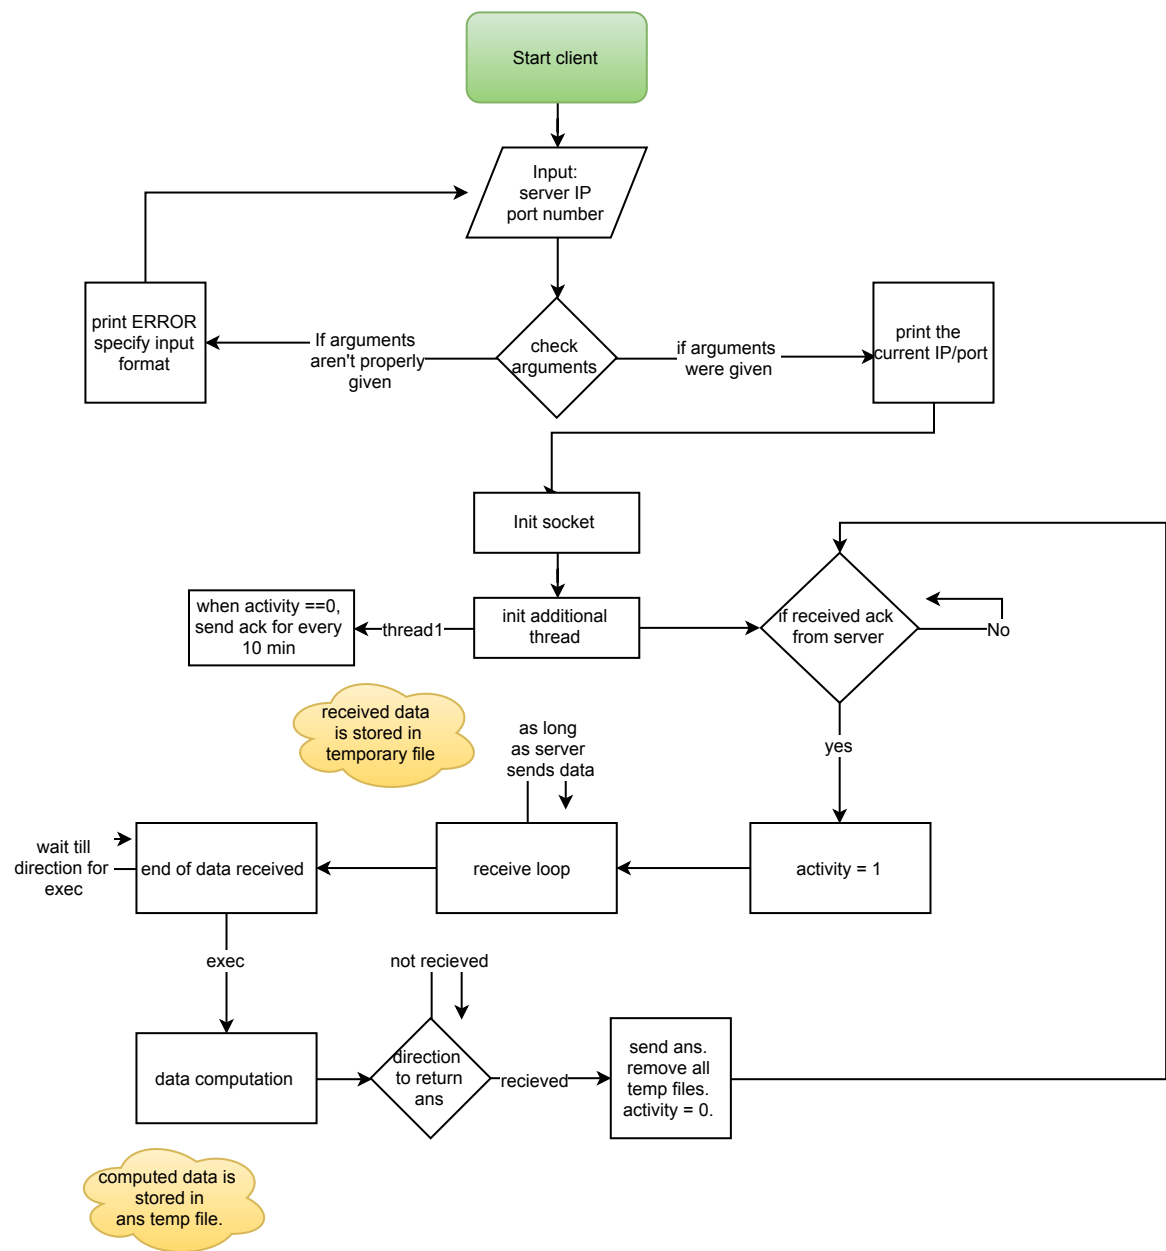 Start client
Input:
server IP
port number
print ERROR
specify input
format
If arguments
aren't properly
given
check
arguments
if arguments
were given
print the
current IP/port
Init socket
when activity ==0,
send ack for every
10 min
thread1
init additional
thread
if received ack
from server
No
received data
is stored in
temporary file
as long
as server
sends data
yes
wait till
direction for
exec
end of data received
receive loop
activity = 1
exec
not recieved
data computation
direction
to return
ans
recieved
send ans.
remove all
temp files.
activity = 0.
computed data is
stored in
ans temp file.